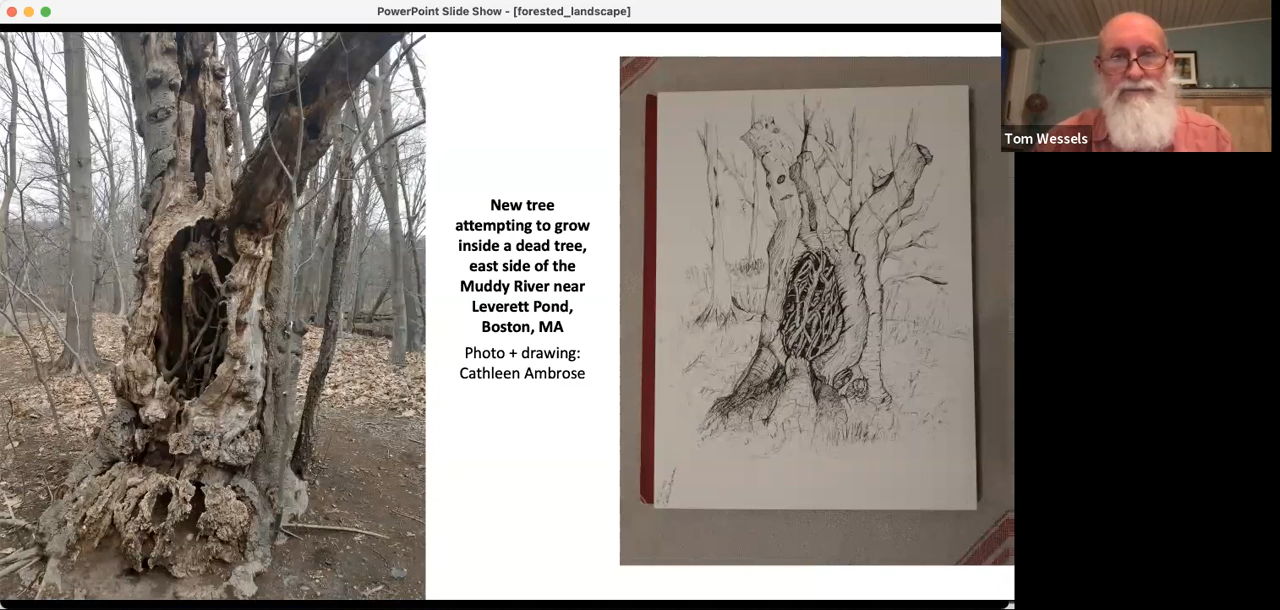 PowerPoint Slide Show - [forested_landscape]
New tree
attempting to grow
inside a dead tree,
east side of the
Muddy River near
Leverett Pond,
Boston, MA
Photo + drawing:
Cathleen Ambrose
Tom Wessels